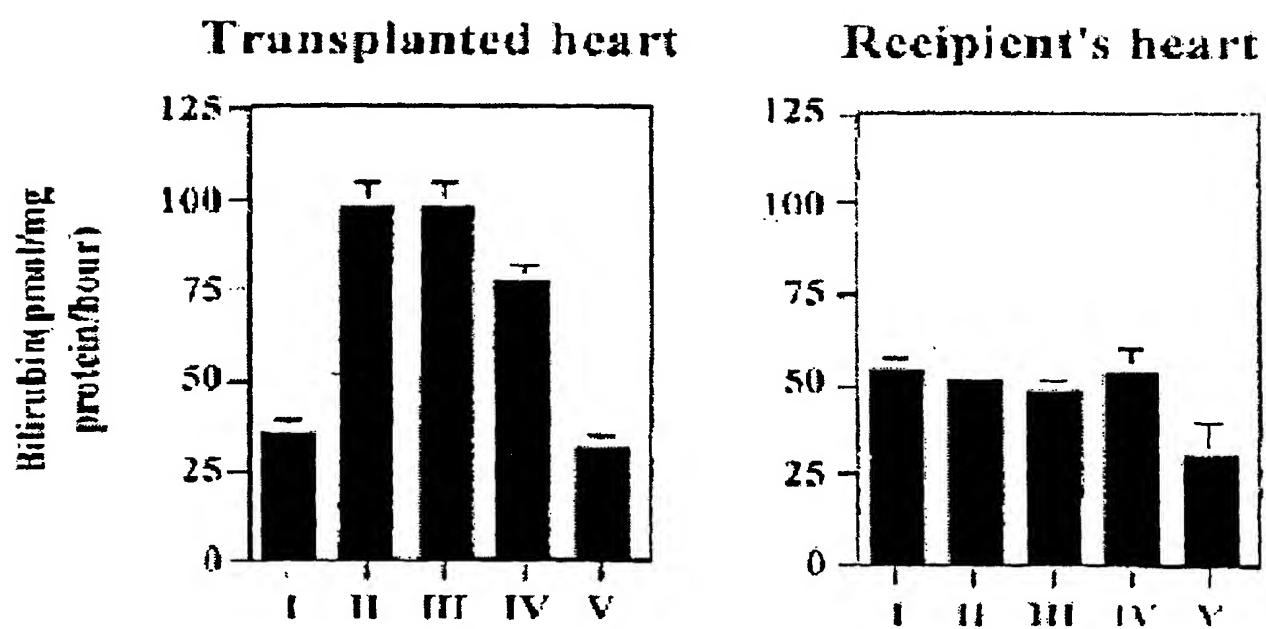 Transplanted heart
Recipient's heart
Bilirubin(pmol/mg
protein/hour)
125
100
75
50
25
0
I II III IV V
125
100
75
50
25
0
I II III IV V